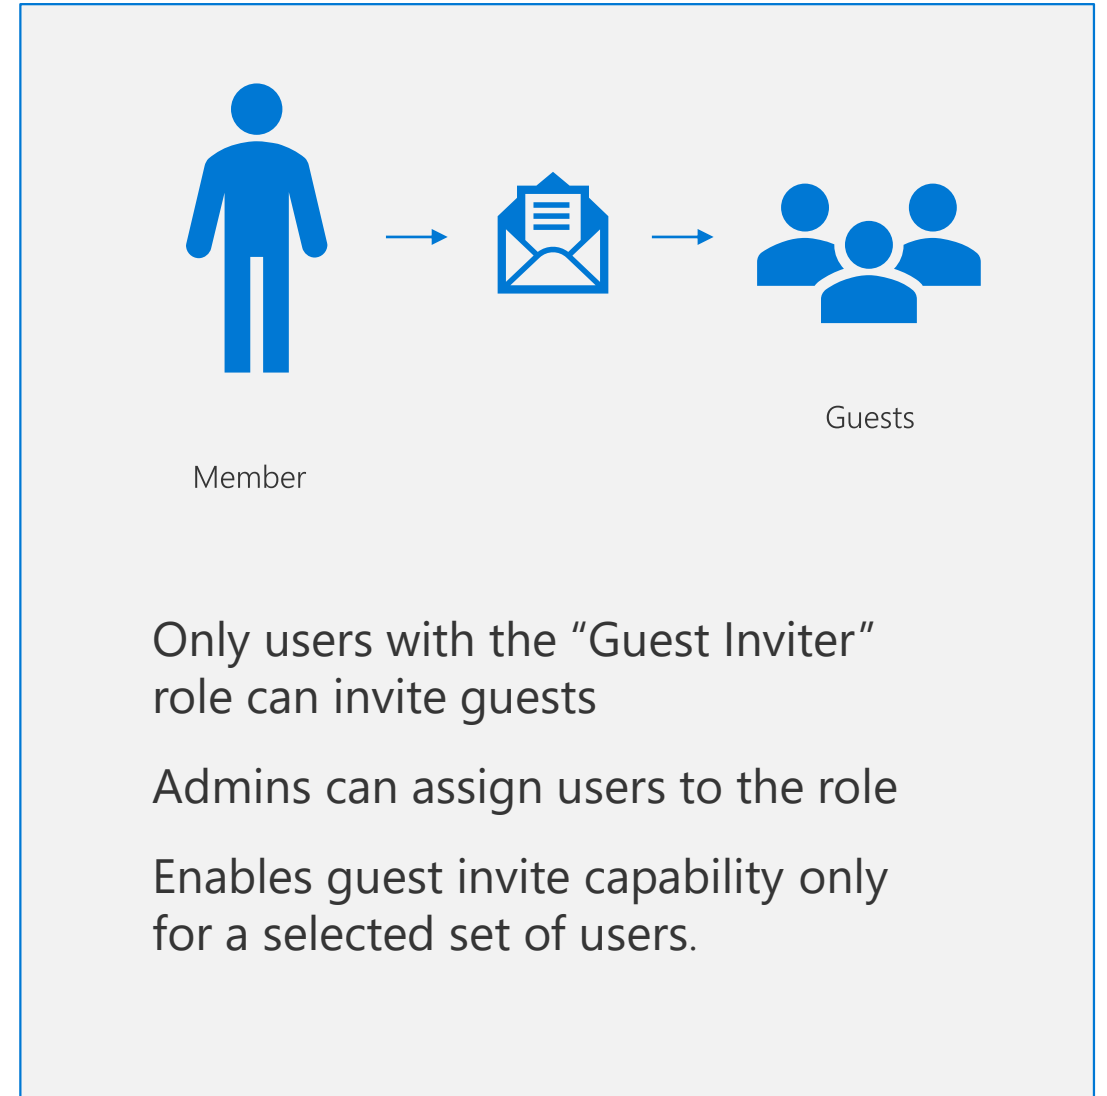 Guests
Member
Only users with the “Guest Inviter”
role can invite guests
Admins can assign users to the role
Enables guest invite capability only
for a selected set of users.